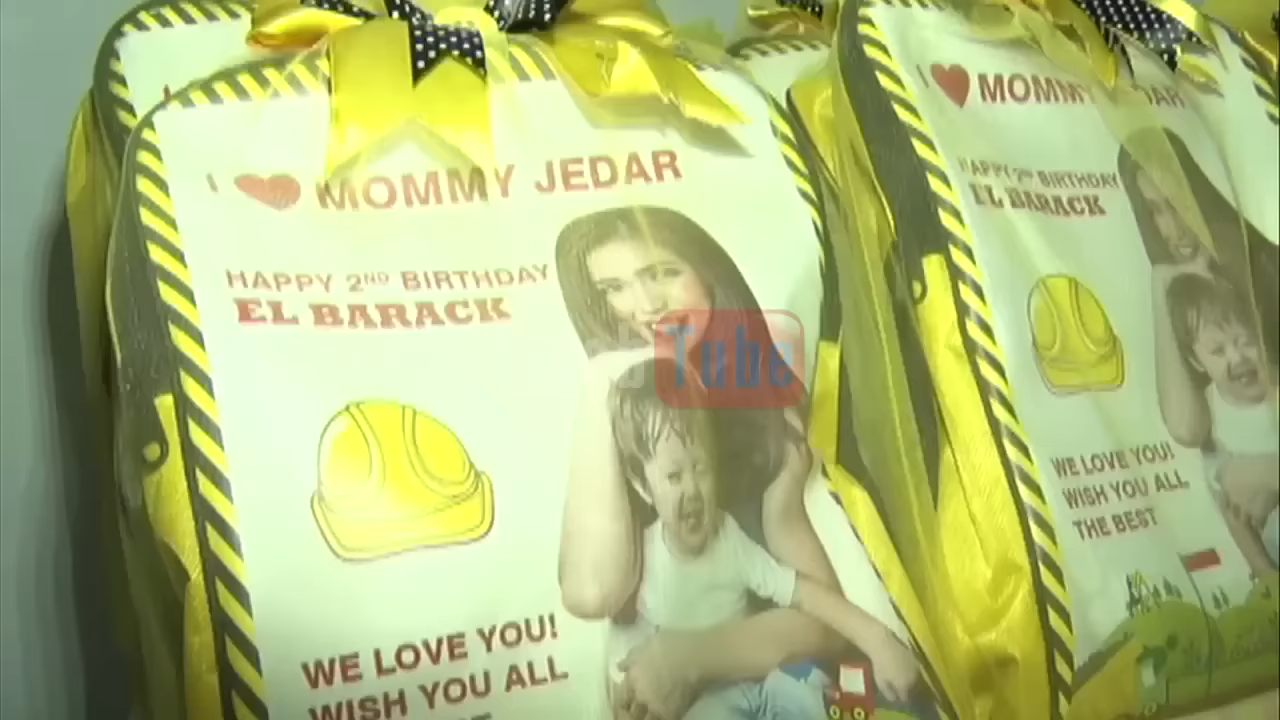 I ❤ MOMMY JEDAR
HAPPY 2ND BIRTHDAY
EL BARACK
WE LOVE YOU!
WISH YOU ALL
Tube
I ❤ MOMMY
HAPPY 2ND BIRTHDAY
EL BARACK
WE LOVE YOU!
WISH YOU ALL
THE BEST